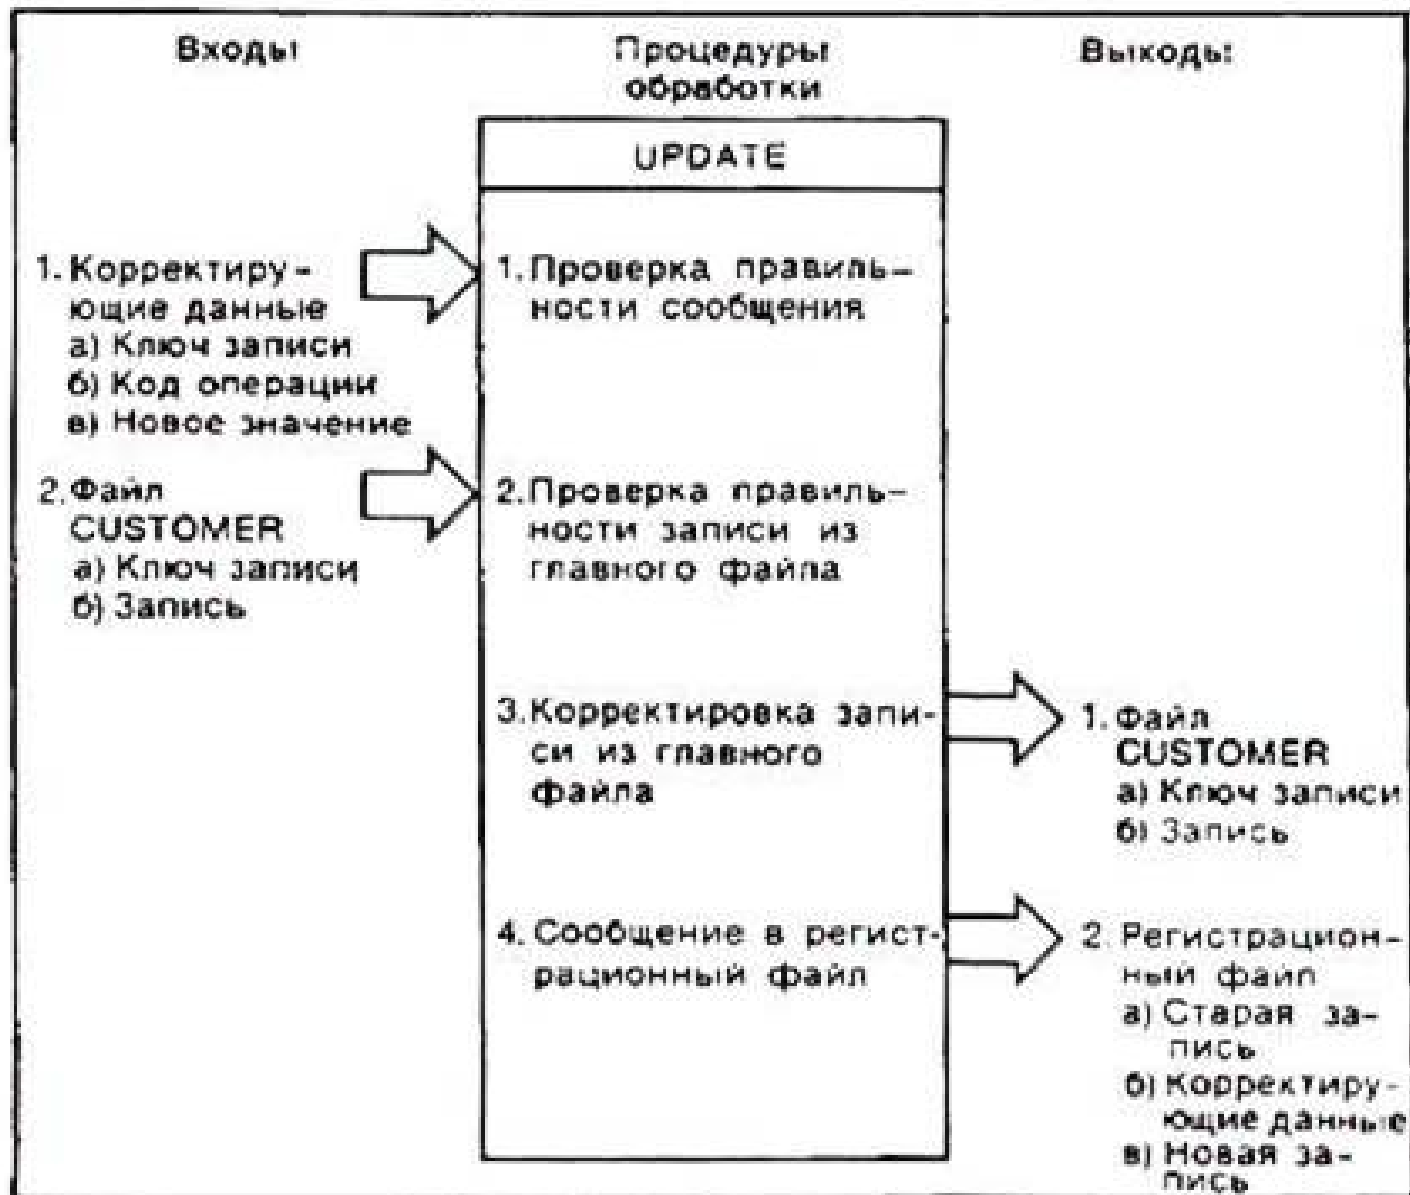 Входы
Процедуры
обработки
Выходы
UPDATE
1. Корректиру-
ющие данные
а) Ключ записи
б) Код операции
в) Новое значение
2. Файл
CUSTOMER
а) Ключ записи
б) Запись
1. Проверка правиль-
ности сообщения
2. Проверка правиль-
ности записи из
главного файла
3. Корректировка запи-
си из главного
файла
4. Сообщение в регист-
рационный файл
1. Файл
CUSTOMER
а) Ключ записи
б) Запись
2. Регистрацион-
ный файл
а) Старая за-
пись
б) Корректиру-
ющие данные
в) Новая за-
пись